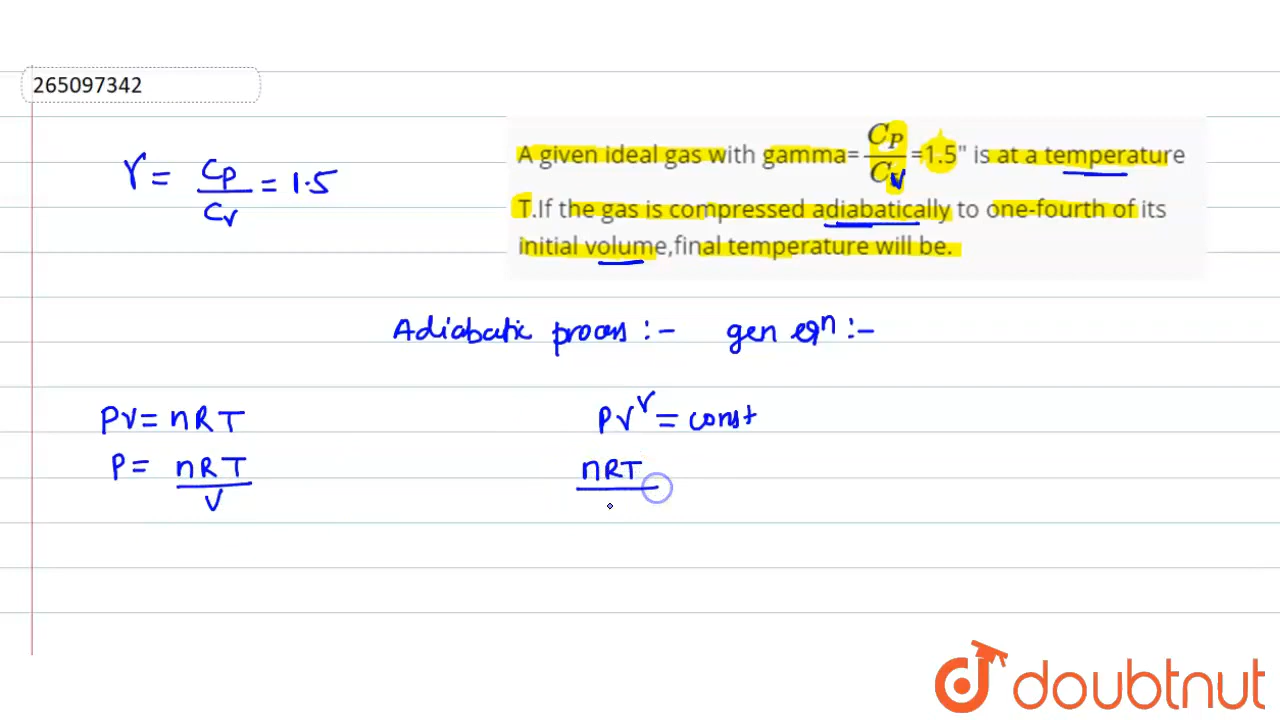 265097342
γ = Cp/Cv = 1.5
A given ideal gas with gamma= C_P/C_V =1.5" is at a temperature
T.If the gas is compressed adiabatically to one-fourth of its
initial volume,final temperature will be.
Adiabatic process :- gen eqn :-
PV = nRT
P = nRT/V
PV^γ = const
nRT
doubtnut